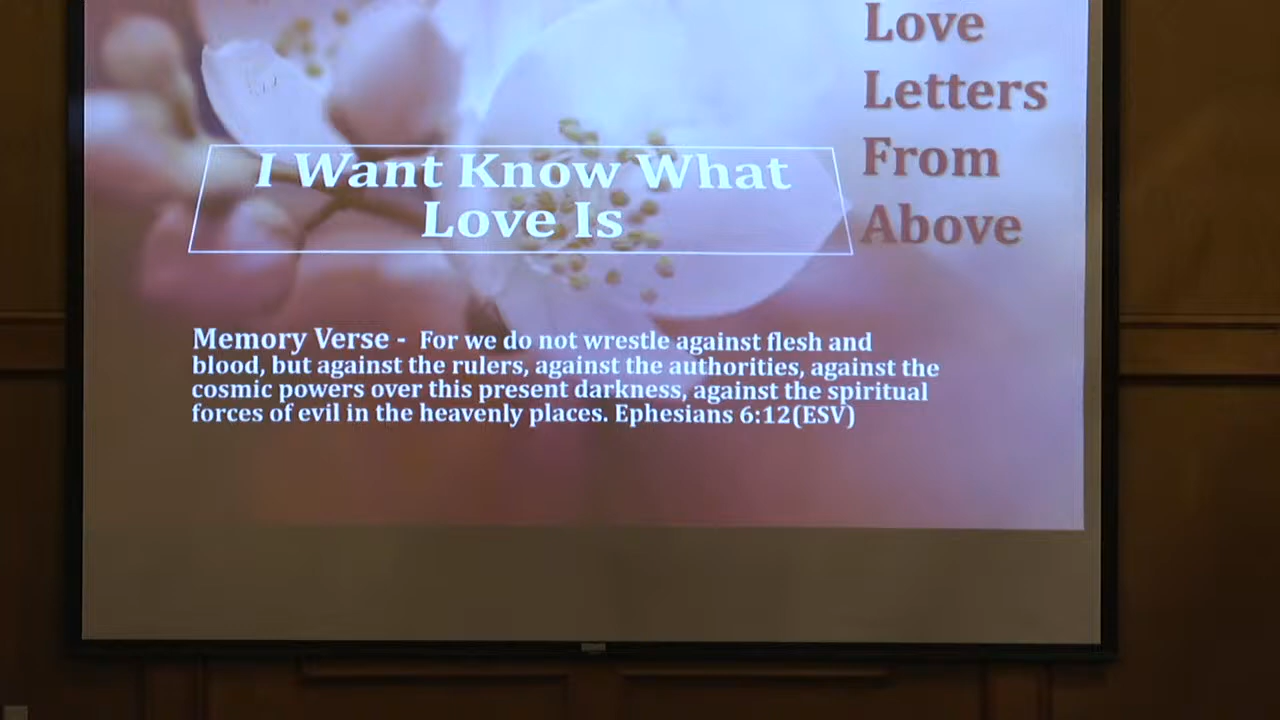 Love
Letters
From
Above
I Want Know What
Love Is
Memory Verse - For we do not wrestle against flesh and
blood, but against the rulers, against the authorities, against the
cosmic powers over this present darkness, against the spiritual
forces of evil in the heavenly places. Ephesians 6:12(ESV)